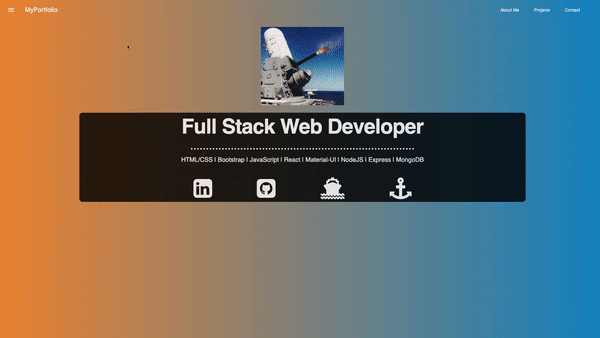 MyPortfolio
About Me
Projects
Contact
Full Stack Web Developer
HTML/CSS | Bootstrap | JavaScript | React | Material-UI | NodeJS | Express | MongoDB
in